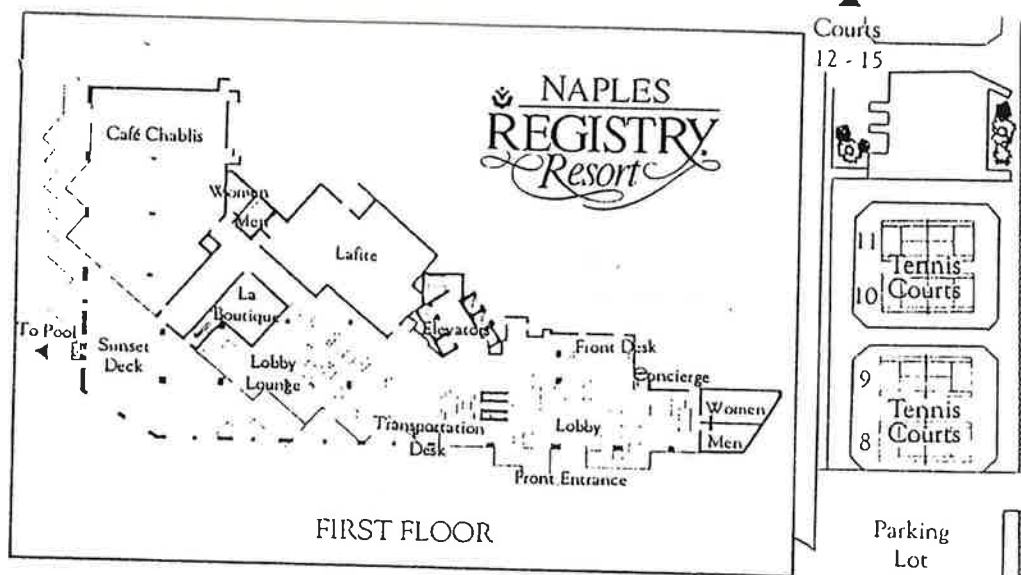 NAPLES
REGISTRY
Resort
Café Chablis
Women
Men
Lafite
La
Boutique
Elevators
To Pool
Sunset
Deck
Lobby
Lounge
Front Desk
Concierge
Transportation
Desk
Lobby
Women
Men
Front Entrance
FIRST FLOOR
Courts
12 - 15
11
Tennis
10
Courts
9
Tennis
8
Courts
Parking
Lot